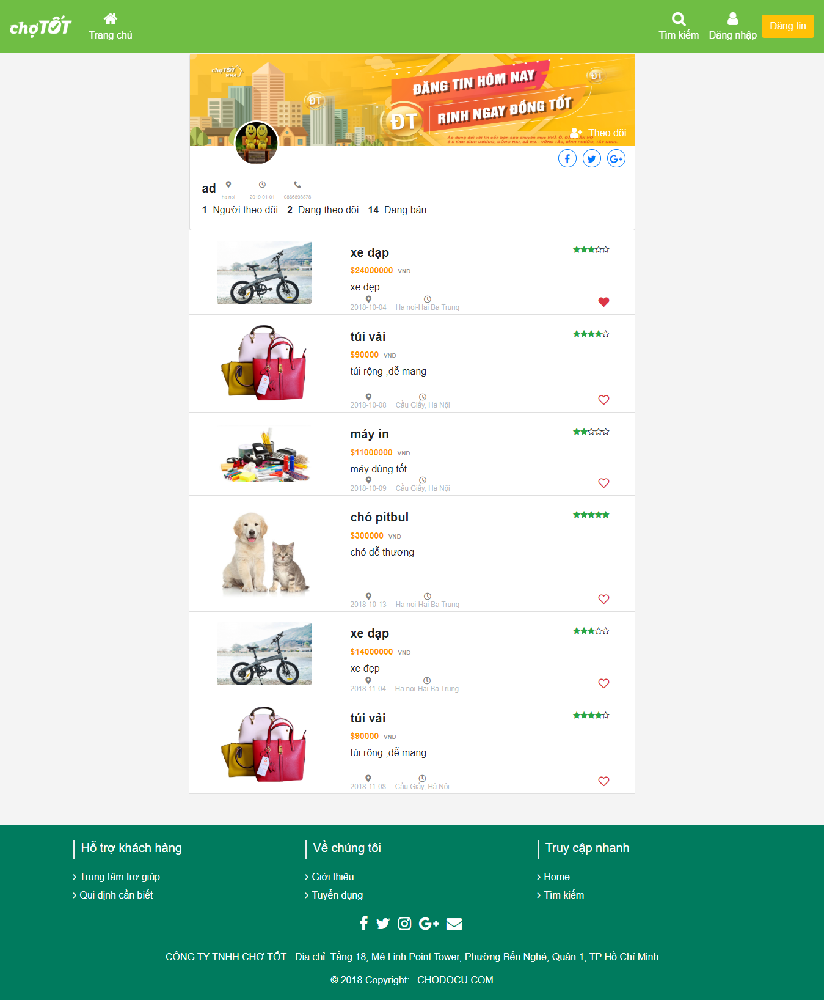 chợTỐT
Trang chủ
Tìm kiếm
Đăng nhập
Đăng tin
chợTỐT
NHÀ
ĐĂNG TIN HÔM NAY
RINH NGAY ĐỒNG TỐT
ĐT
ĐT
ĐT
Theo dõi
Áp dụng đối với tin cần bán của chuyên mục NHÀ Ở, ĐẤT, CĂN HỘ
ở 5 tỉnh: BÌNH DƯƠNG, ĐỒNG NAI, BÀ RỊA - VŨNG TÀU, BÌNH PHƯỚC, TÂY NINH.
ad
ha noi
2019-01-01
0866698878
1 Người theo dõi 2 Đang theo dõi 14 Đang bán
xe đạp
$24000000 VND
xe đẹp
2018-10-04 Ha noi-Hai Ba Trung
túi vải
$90000 VND
túi rộng ,dễ mang
2018-10-08 Cầu Giấy, Hà Nội
máy in
$11000000 VND
máy dùng tốt
2018-10-09 Cầu Giấy, Hà Nội
chó pitbul
$300000 VND
chó dễ thương
2018-10-13 Ha noi-Hai Ba Trung
xe đạp
$14000000 VND
xe đẹp
2018-11-04 Ha noi-Hai Ba Trung
túi vải
$90000 VND
túi rộng ,dễ mang
2018-11-08 Cầu Giấy, Hà Nội
Hỗ trợ khách hàng
Trung tâm trợ giúp
Qui định cần biết
Về chúng tôi
Giới thiệu
Tuyển dụng
Truy cập nhanh
Home
Tìm kiếm
CÔNG TY TNHH CHỢ TỐT - Địa chỉ: Tầng 18, Mê Linh Point Tower, Phường Bến Nghé, Quận 1, TP Hồ Chí Minh
© 2018 Copyright: CHODOCU.COM